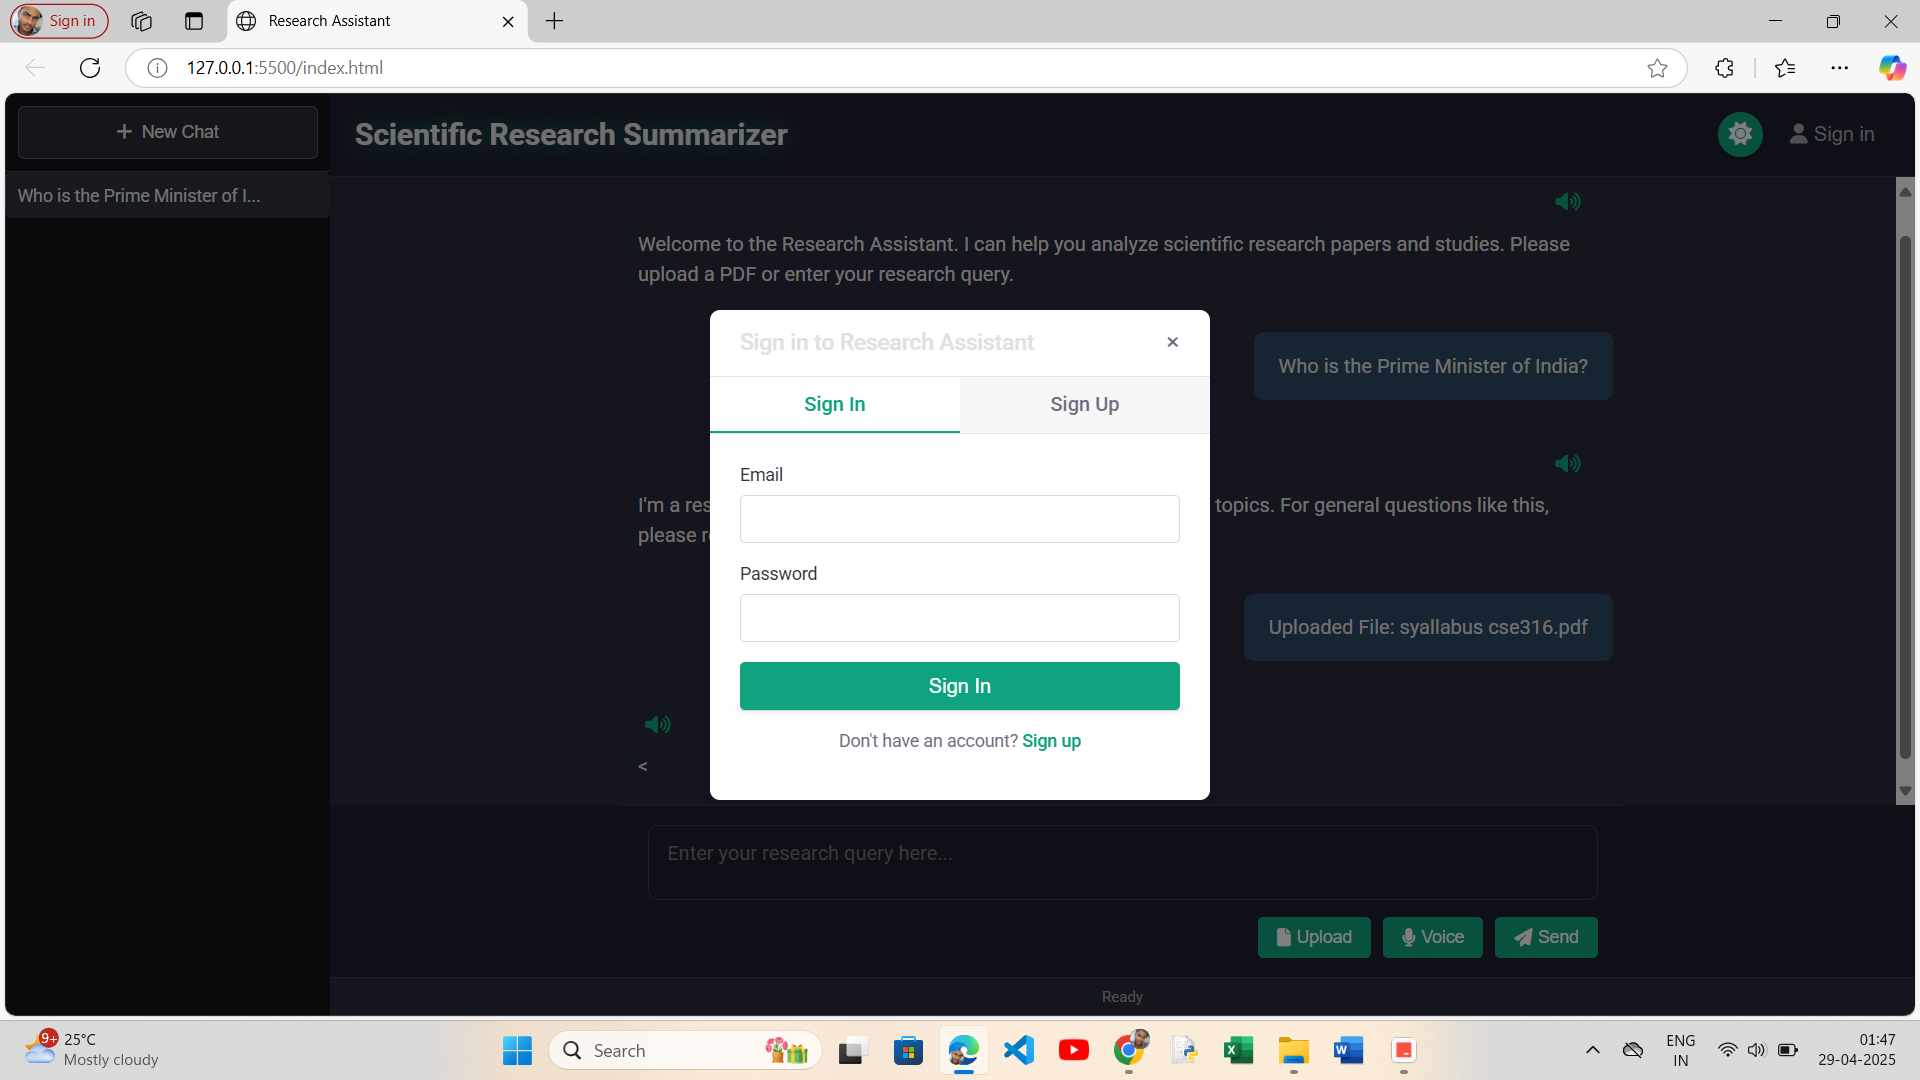 Sign in
Research Assistant
127.0.0.1:5500/index.html
+ New Chat
Scientific Research Summarizer
Sign in
Who is the Prime Minister of I...
Welcome to the Research Assistant. I can help you analyze scientific research papers and studies. Please
upload a PDF or enter your research query.
Sign in to Research Assistant
×
Who is the Prime Minister of India?
Sign In
Sign Up
Email
I'm a res
topics. For general questions like this,
please r
Password
Uploaded File: syallabus cse316.pdf
Sign In
Don't have an account? Sign up
<
Enter your research query here...
Upload
Voice
Send
Ready
9+
25°C
Mostly cloudy
Search
ENG
IN
01:47
29-04-2025